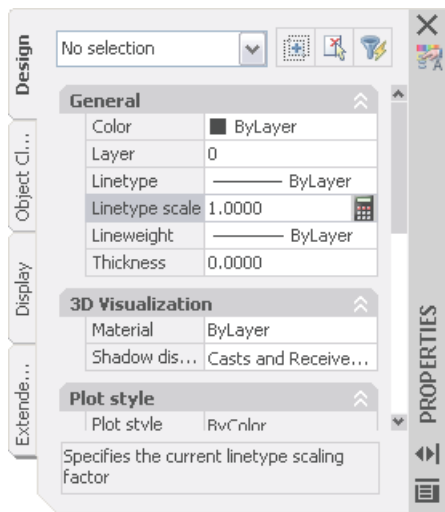 No selection
General
Color ByLayer
Layer 0
Linetype ByLayer
Linetype scale 1.0000
Lineweight ByLayer
Thickness 0.0000
3D Visualization
Material ByLayer
Shadow dis... Casts and Receive...
Plot style
Plot style ByColor
Specifies the current linetype scaling
factor
Design
Object Cl...
Display
Extende...
PROPERTIES